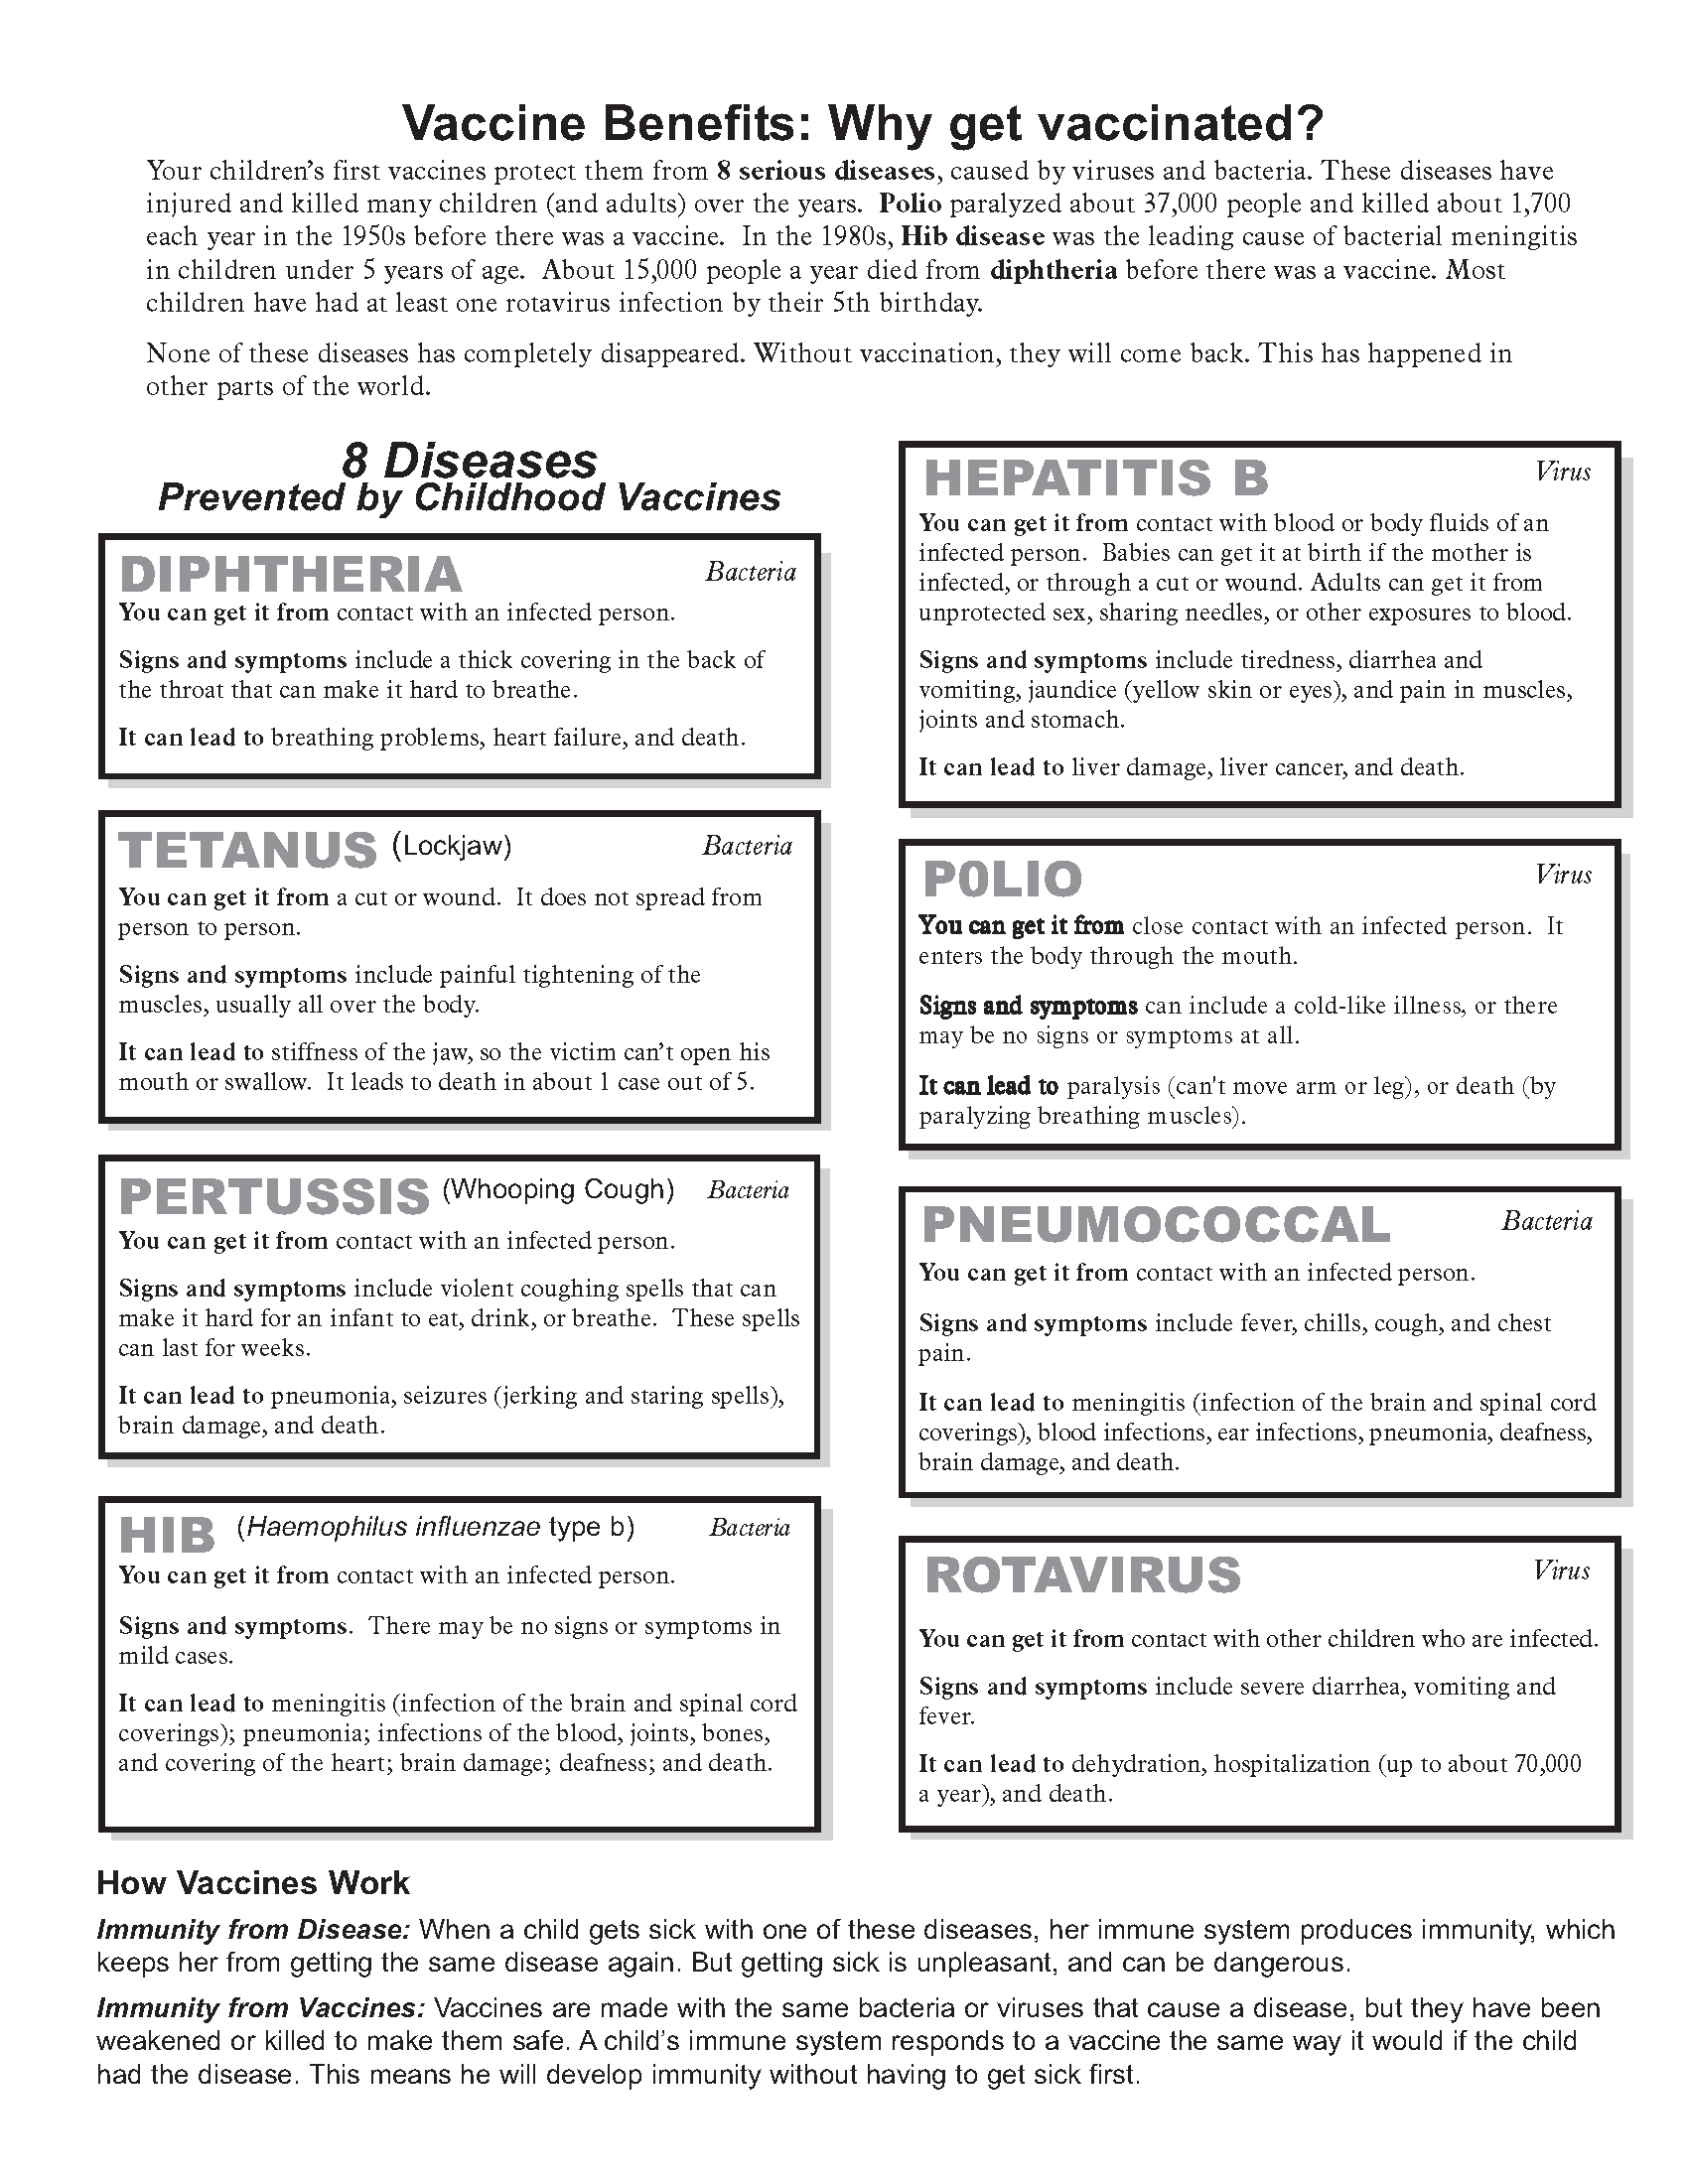 Vaccine Benefits: Why get vaccinated?
Your children's first vaccines protect them from 8 serious diseases, caused by viruses and bacteria. These diseases have
injured and killed many children (and adults) over the years. Polio paralyzed about 37,000 people and killed about 1,700
each year in the 1950s before there was a vaccine. In the 1980s, Hib disease was the leading cause of bacterial meningitis
in children under 5 years of age. About 15,000 people a year died from diphtheria before there was a vaccine. Most
children have had at least one rotavirus infection by their 5th birthday.
None of these diseases has completely disappeared. Without vaccination, they will come back. This has happened in
other parts of the world.
8 Diseases
Prevented by Childhood Vaccines
DIPHTHERIA Bacteria
You can get it from contact with an infected person.
Signs and symptoms include a thick covering in the back of
the throat that can make it hard to breathe.
It can lead to breathing problems, heart failure, and death.
TETANUS (Lockjaw) Bacteria
You can get it from a cut or wound. It does not spread from
person to person.
Signs and symptoms include painful tightening of the
muscles, usually all over the body.
It can lead to stiffness of the jaw, so the victim can't open his
mouth or swallow. It leads to death in about 1 case out of 5.
PERTUSSIS (Whooping Cough) Bacteria
You can get it from contact with an infected person.
Signs and symptoms include violent coughing spells that can
make it hard for an infant to eat, drink, or breathe. These spells
can last for weeks.
It can lead to pneumonia, seizures (jerking and staring spells),
brain damage, and death.
HIB (Haemophilus influenzae type b) Bacteria
You can get it from contact with an infected person.
Signs and symptoms. There may be no signs or symptoms in
mild cases.
It can lead to meningitis (infection of the brain and spinal cord
coverings); pneumonia; infections of the blood, joints, bones,
and covering of the heart; brain damage; deafness; and death.
HEPATITIS B Virus
You can get it from contact with blood or body fluids of an
infected person. Babies can get it at birth if the mother is
infected, or through a cut or wound. Adults can get it from
unprotected sex, sharing needles, or other exposures to blood.
Signs and symptoms include tiredness, diarrhea and
vomiting, jaundice (yellow skin or eyes), and pain in muscles,
joints and stomach.
It can lead to liver damage, liver cancer, and death.
P0LIO Virus
You can get it from close contact with an infected person. It
enters the body through the mouth.
Signs and symptoms can include a cold-like illness, or there
may be no signs or symptoms at all.
It can lead to paralysis (can't move arm or leg), or death (by
paralyzing breathing muscles).
PNEUMOCOCCAL Bacteria
You can get it from contact with an infected person.
Signs and symptoms include fever, chills, cough, and chest
pain.
It can lead to meningitis (infection of the brain and spinal cord
coverings), blood infections, ear infections, pneumonia, deafness,
brain damage, and death.
ROTAVIRUS Virus
You can get it from contact with other children who are infected.
Signs and symptoms include severe diarrhea, vomiting and
fever.
It can lead to dehydration, hospitalization (up to about 70,000
a year), and death.
How Vaccines Work
Immunity from Disease: When a child gets sick with one of these diseases, her immune system produces immunity, which
keeps her from getting the same disease again. But getting sick is unpleasant, and can be dangerous.
Immunity from Vaccines: Vaccines are made with the same bacteria or viruses that cause a disease, but they have been
weakened or killed to make them safe. A child's immune system responds to a vaccine the same way it would if the child
had the disease. This means he will develop immunity without having to get sick first.